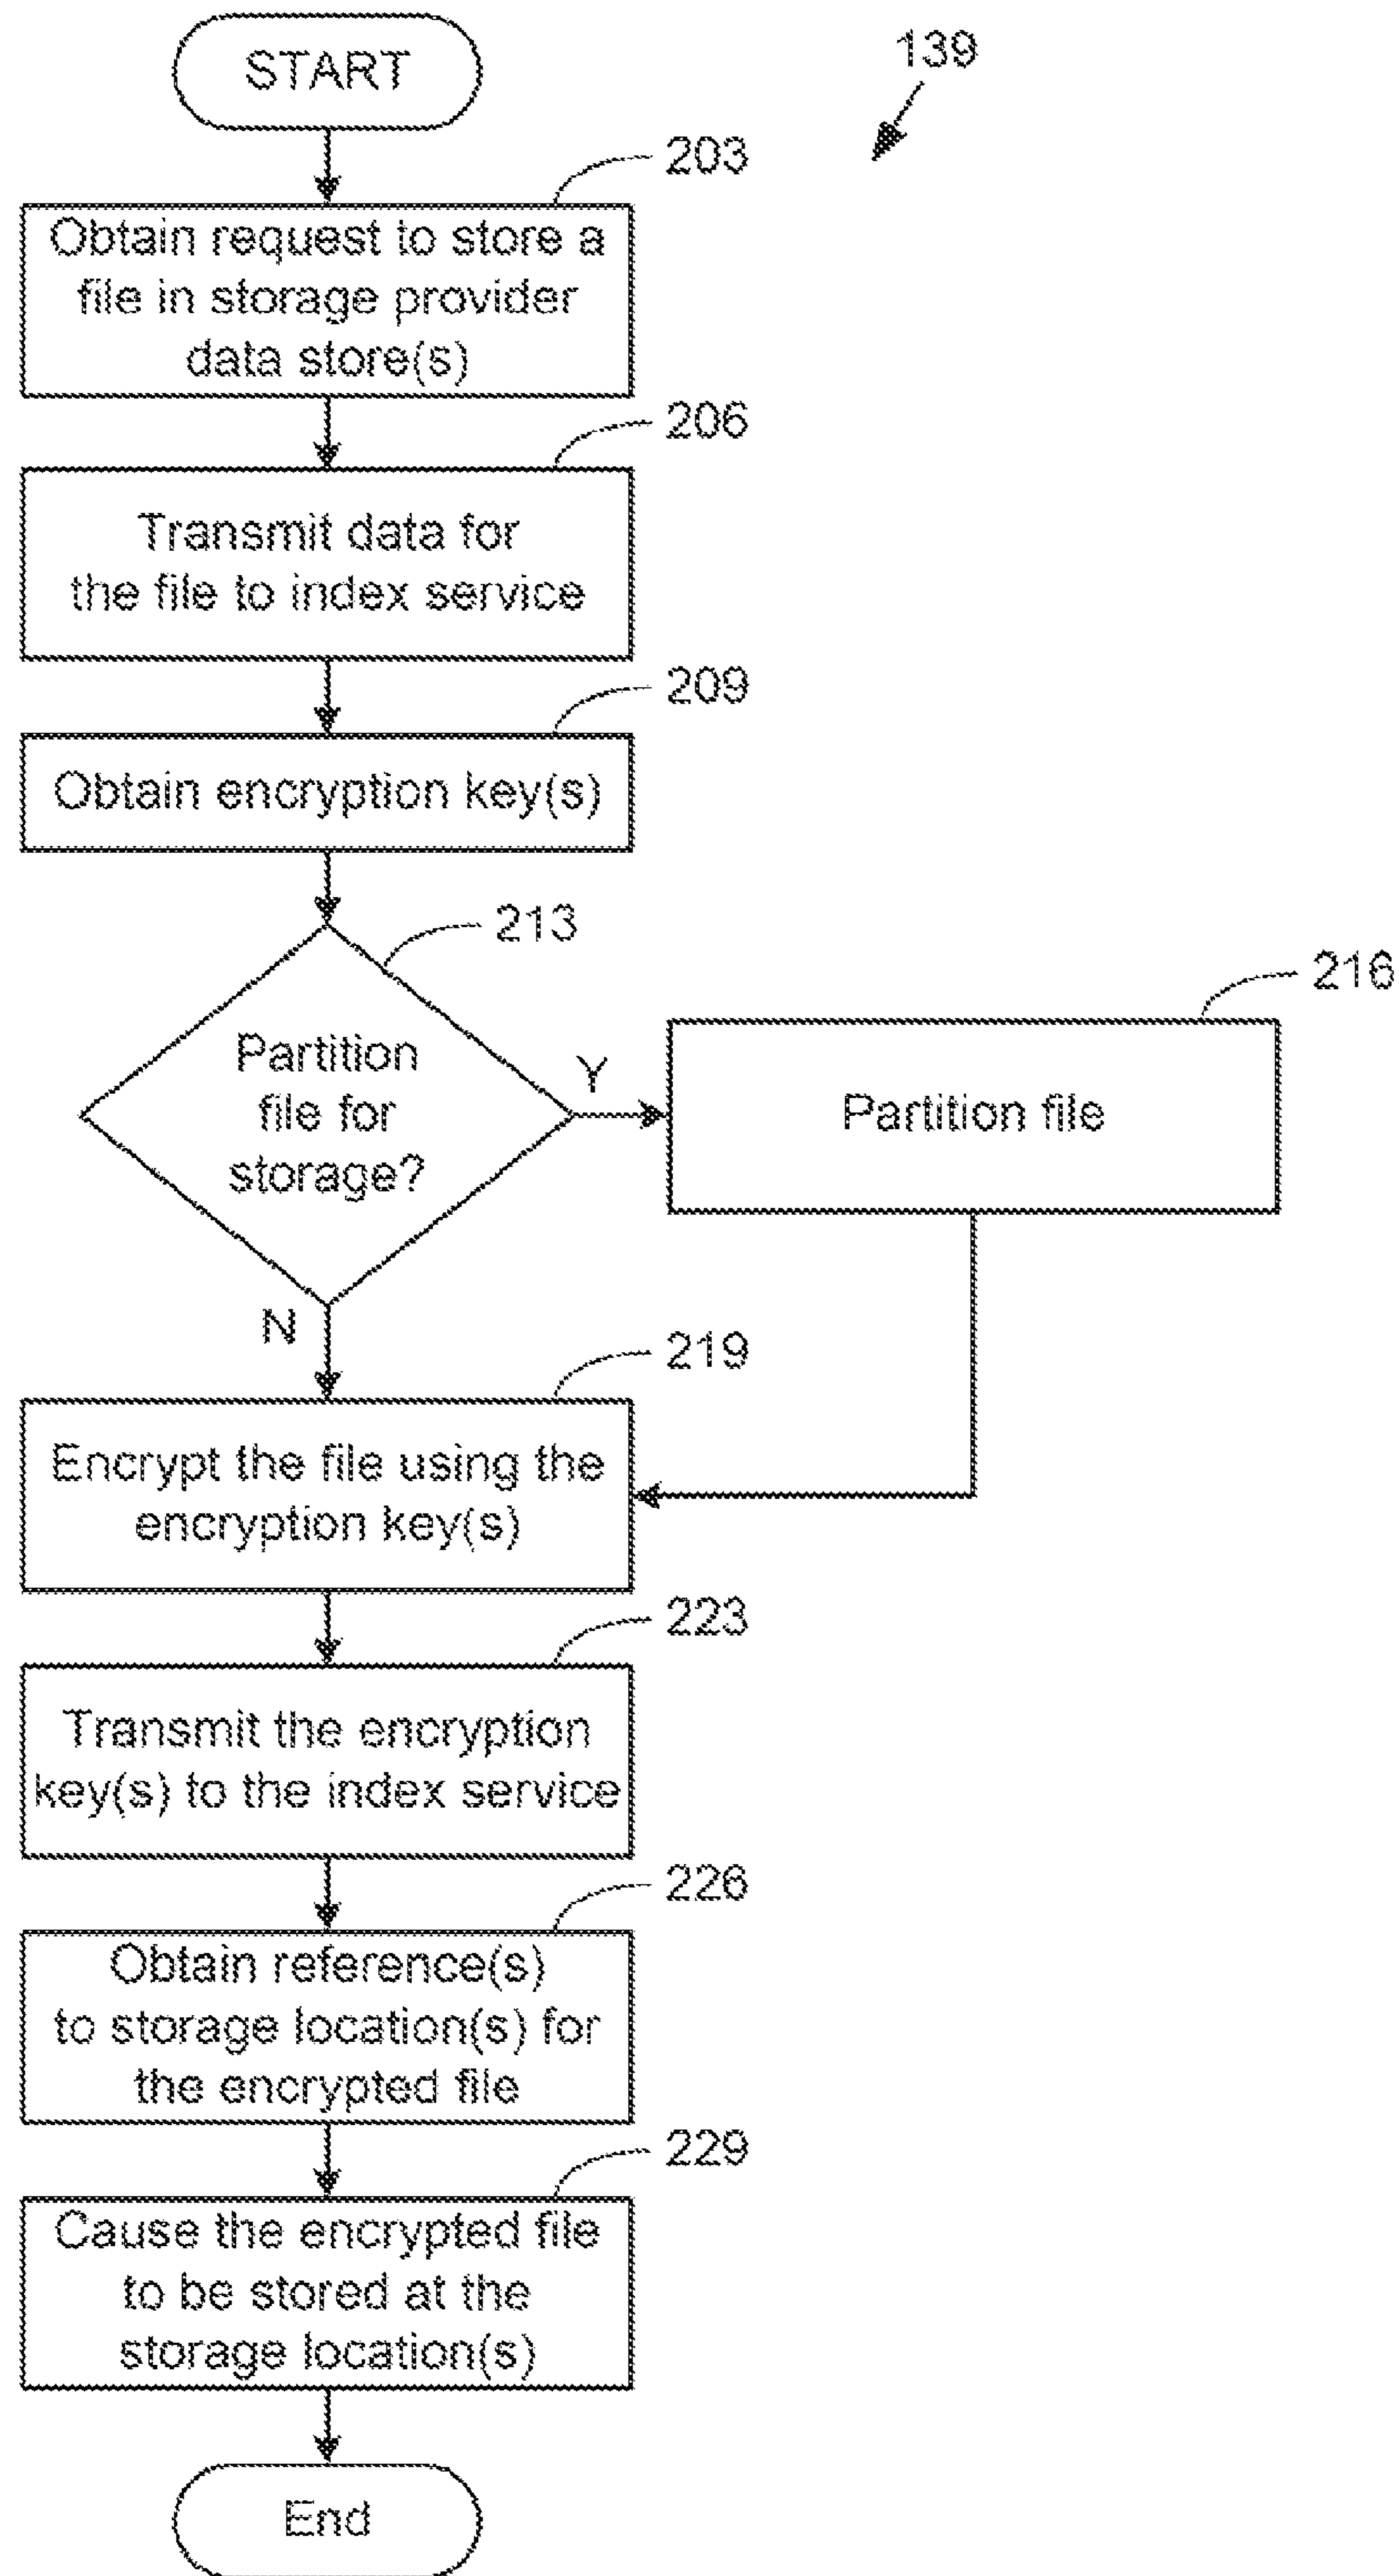 START
139
203
Obtain request to store a
file in storage provider
data store(s)
206
Transmit data for
the file to index service
209
Obtain encryption key(s)
213
Partition
file for
storage?
Y
216
Partition file
N
219
Encrypt the file using the
encryption key(s)
223
Transmit the encryption
key(s) to the index service
226
Obtain reference(s)
to storage location(s) for
the encrypted file
229
Cause the encrypted file
to be stored at the
storage location(s)
End